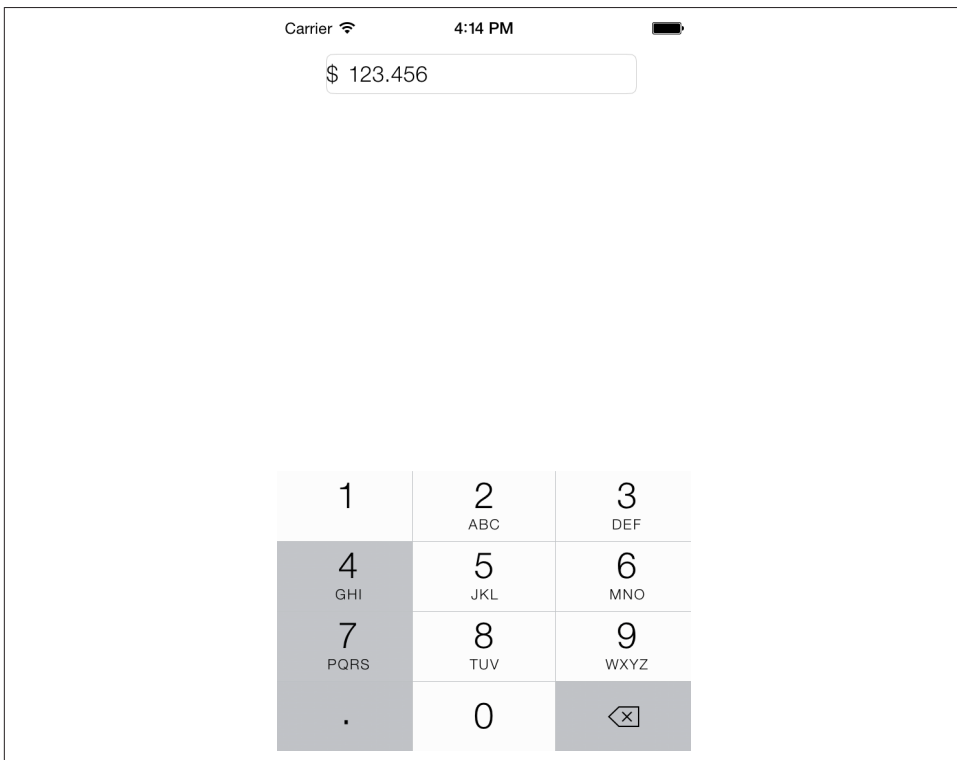 Carrier 4:14 PM
$ 123.456
1 2 3
ABC DEF
4 5 6
GHI JKL MNO
7 8 9
PQRS TUV WXYZ
. 0